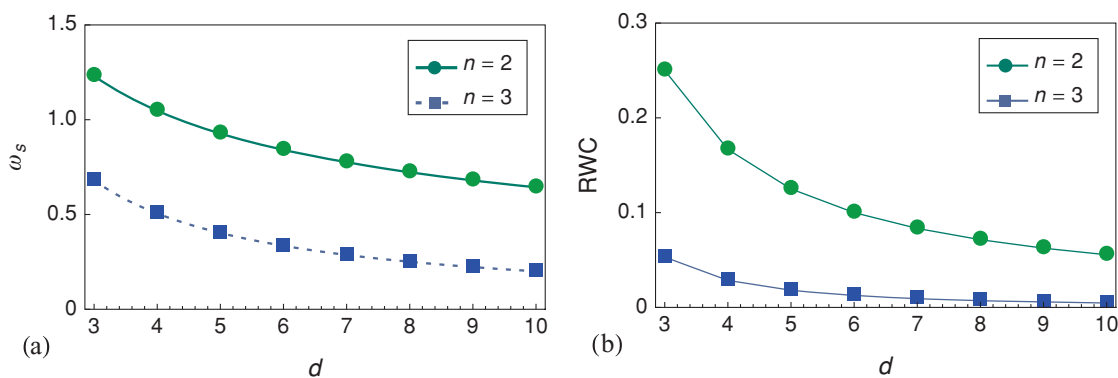 1.5
1.0
0.5
0
ωs
n = 2
n = 3
3 4 5 6 7 8 9 10
(a)
d
0.3
0.2
0.1
0
RWC
n = 2
n = 3
3 4 5 6 7 8 9 10
(b)
d